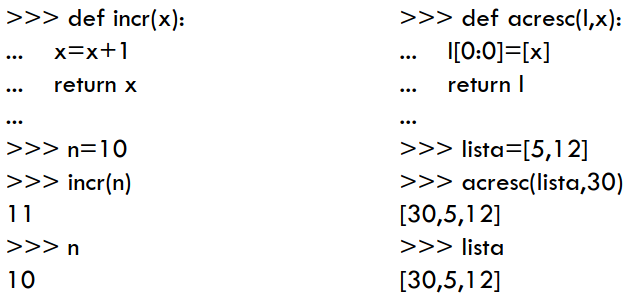 >>> def incr(x):
...    x=x+1
...    return x
...
>>> n=10
>>> incr(n)
11
>>> n
10
>>> def acresc(l,x):
...    l[0:0]=[x]
...    return l
...
>>> lista=[5,12]
>>> acresc(lista,30)
[30,5,12]
>>> lista
[30,5,12]